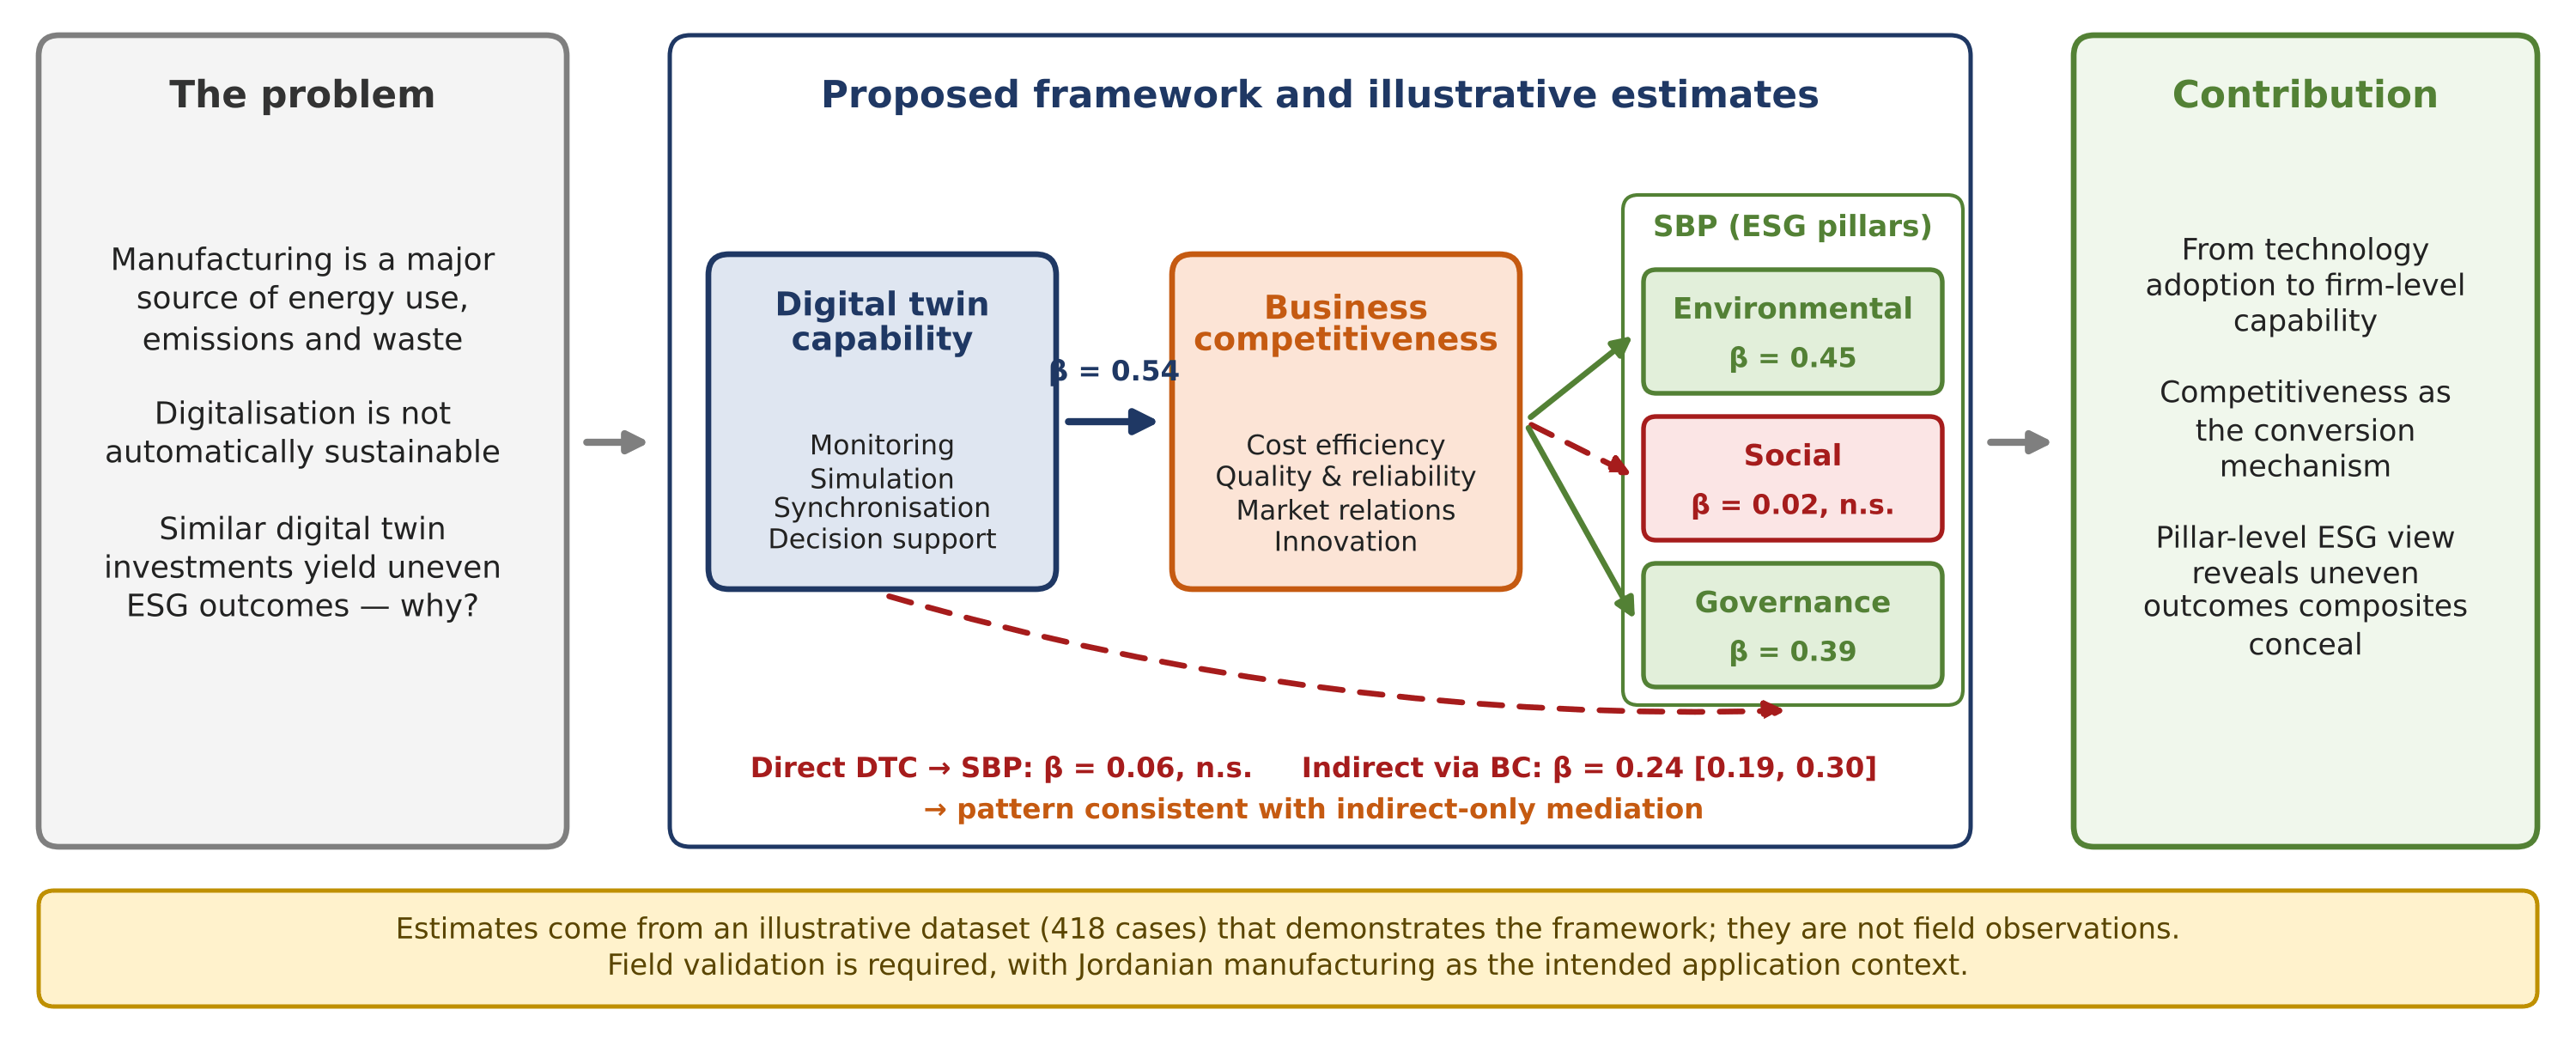 The problem
Manufacturing is a major
source of energy use,
emissions and waste
Digitalisation is not
automatically sustainable
Similar digital twin
investments yield uneven
ESG outcomes — why?
Proposed framework and illustrative estimates
Digital twin
capability
Monitoring
Simulation
Synchronisation
Decision support
β = 0.54
Business
competitiveness
Cost efficiency
Quality & reliability
Market relations
Innovation
SBP (ESG pillars)
Environmental
β = 0.45
Social
β = 0.02, n.s.
Governance
β = 0.39
Direct DTC → SBP: β = 0.06, n.s. Indirect via BC: β = 0.24 [0.19, 0.30]
→ pattern consistent with indirect-only mediation
Contribution
From technology
adoption to firm-level
capability
Competitiveness as
the conversion
mechanism
Pillar-level ESG view
reveals uneven
outcomes composites
conceal
Estimates come from an illustrative dataset (418 cases) that demonstrates the framework; they are not field observations.
Field validation is required, with Jordanian manufacturing as the intended application context.